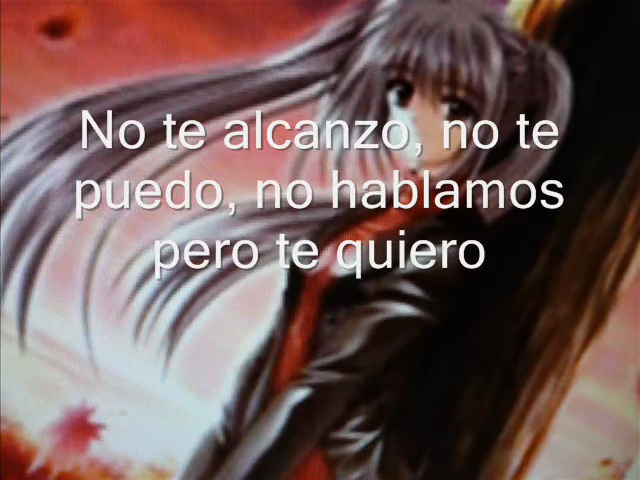 No te alcanzo, no te
puedo, no hablamos
pero te quiero